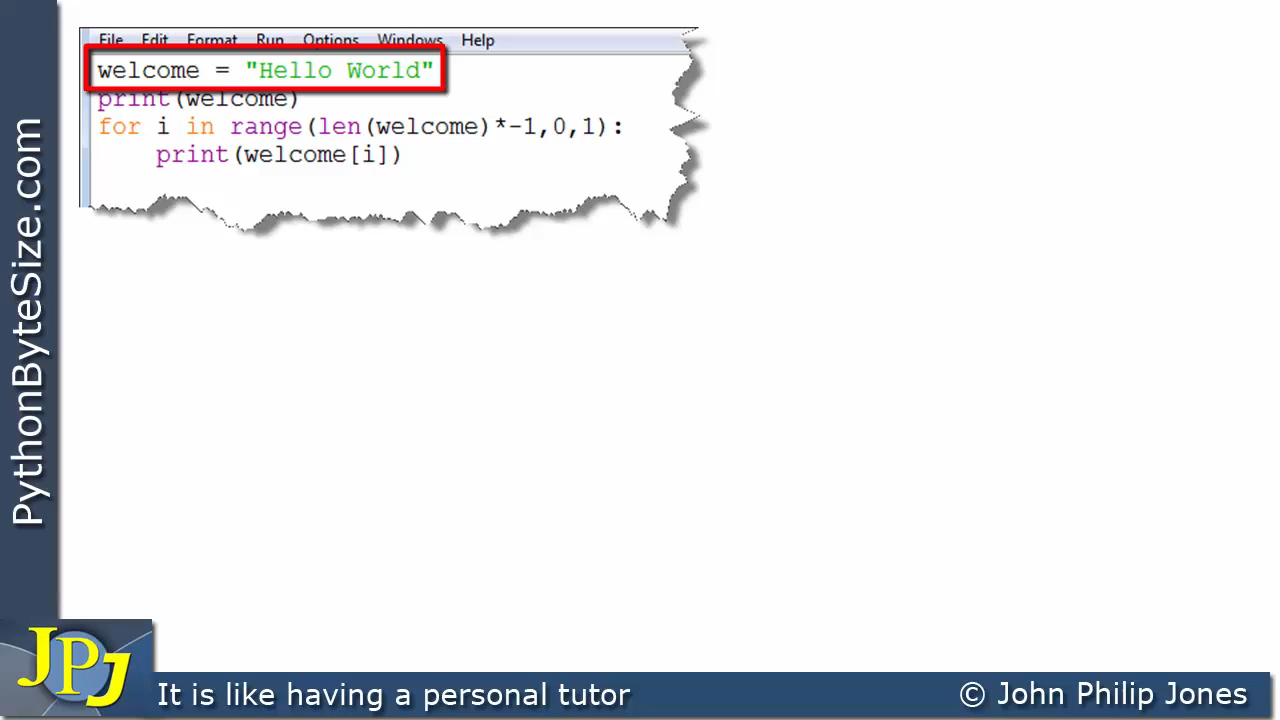 File Edit Format Run Options Windows Help
welcome = "Hello World"
print(welcome)
for i in range(len(welcome)*-1,0,1):
    print(welcome[i])
PythonByteSize.com
JPJ
It is like having a personal tutor
© John Philip Jones